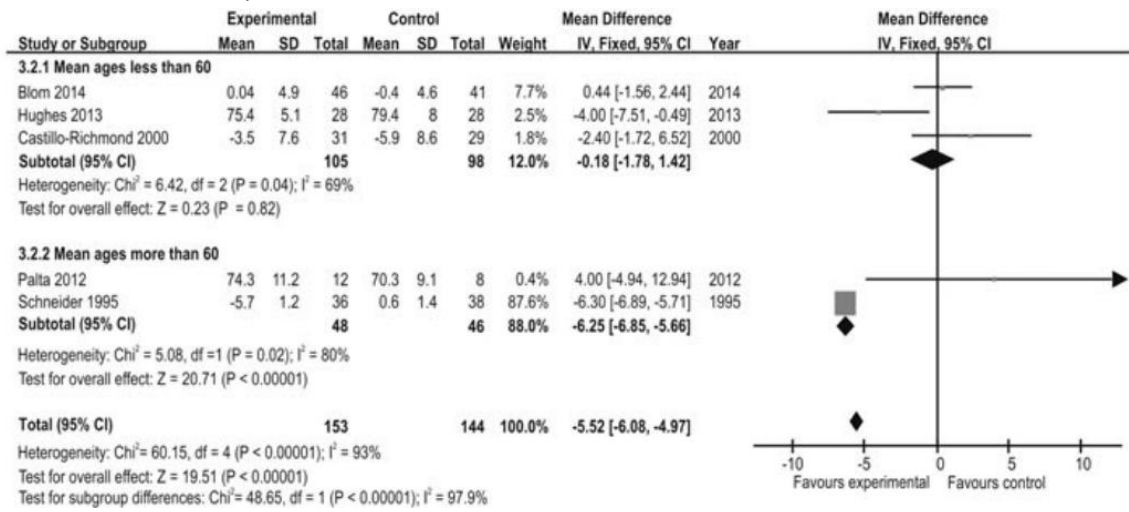 Experimental Control Mean Difference Mean Difference
Study or Subgroup Mean SD Total Mean SD Total Weight IV, Fixed, 95% CI Year IV, Fixed, 95% CI
3.2.1 Mean ages less than 60
Blom 2014 0.04 4.9 46 -0.4 4.6 41 7.7% 0.44 [-1.56, 2.44] 2014
Hughes 2013 75.4 5.1 28 79.4 8 28 2.5% -4.00 [-7.51, -0.49] 2013
Castillo-Richmond 2000 -3.5 7.6 31 -5.9 8.6 29 1.8% -2.40 [-1.72, 6.52] 2000
Subtotal (95% CI) 105 98 12.0% -0.18 [-1.78, 1.42]
Heterogeneity: Chi² = 6.42, df = 2 (P = 0.04); I² = 69%
Test for overall effect: Z = 0.23 (P = 0.82)
3.2.2 Mean ages more than 60
Palta 2012 74.3 11.2 12 70.3 9.1 8 0.4% 4.00 [-4.94, 12.94] 2012
Schneider 1995 -5.7 1.2 36 0.6 1.4 38 87.6% -6.30 [-6.89, -5.71] 1995
Subtotal (95% CI) 48 46 88.0% -6.25 [-6.85, -5.66]
Heterogeneity: Chi² = 5.08, df =1 (P = 0.02); I² = 80%
Test for overall effect: Z = 20.71 (P < 0.00001)
Total (95% CI) 153 144 100.0% -5.52 [-6.08, -4.97]
Heterogeneity: Chi²= 60.15, df = 4 (P < 0.00001); I² = 93%
Test for overall effect: Z = 19.51 (P < 0.00001)
Test for subgroup differences: Chi²= 48.65, df = 1 (P < 0.00001); I² = 97.9%
-10 -5 0 5 10
Favours experimental Favours control